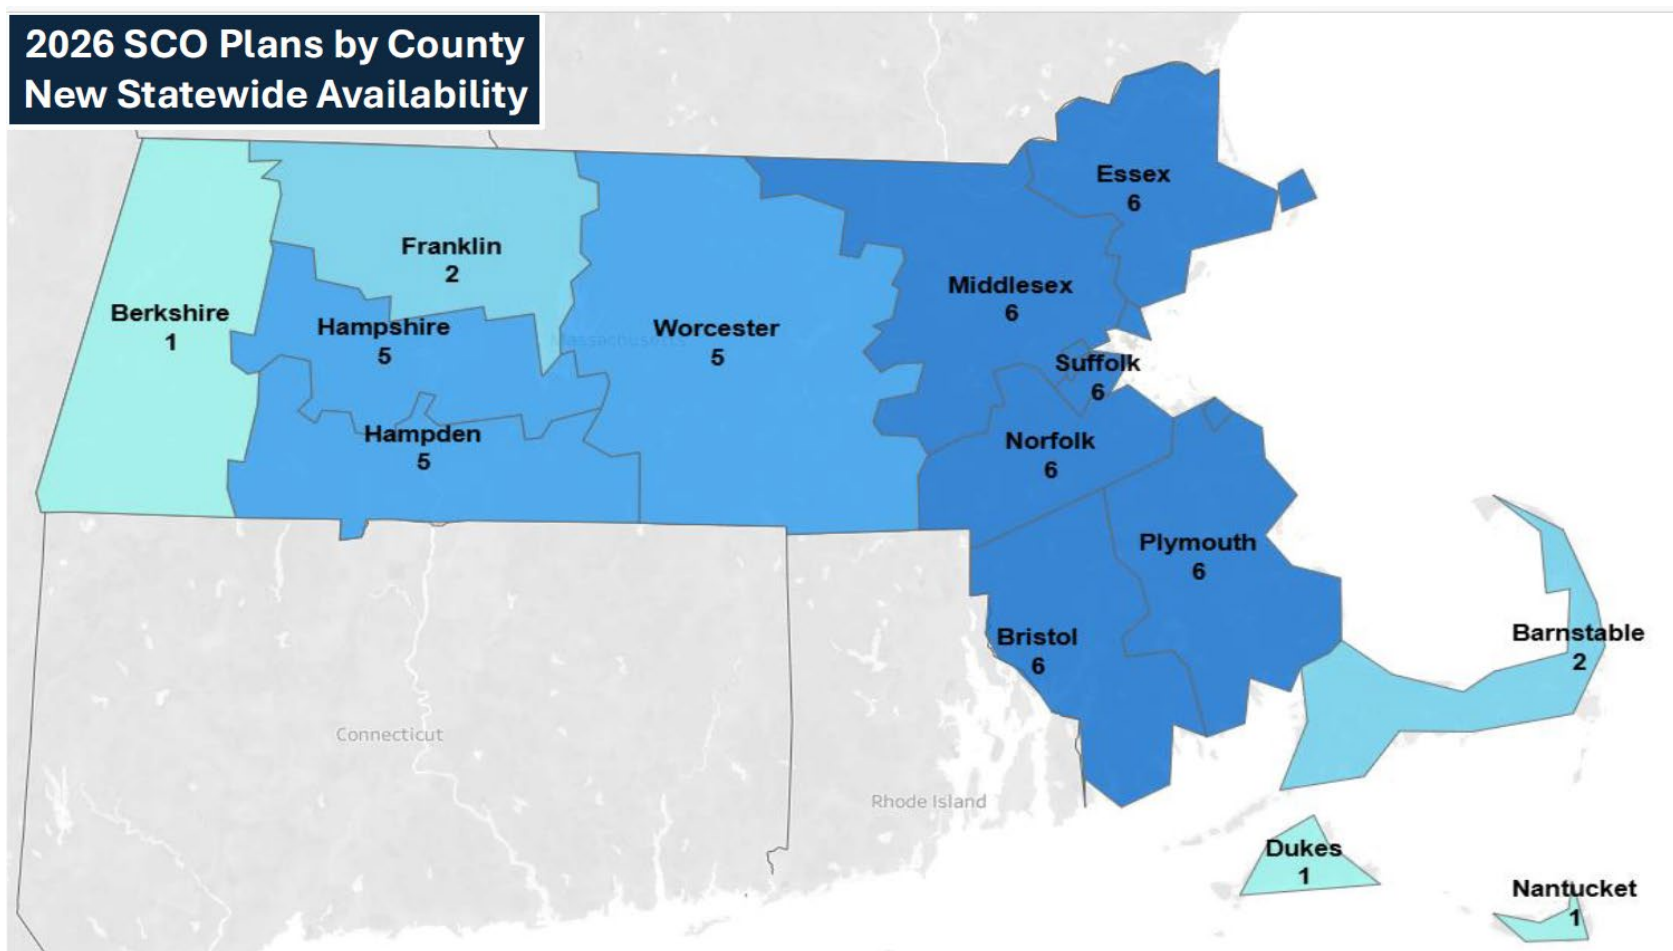 2026 SCO Plans by County
New Statewide Availability
Essex
6
Franklin
2
Middlesex
6
Berkshire
1
Hampshire
5
Worcester
5
Massachusetts
Suffolk
6
Hampden
5
Norfolk
6
Plymouth
6
Bristol
6
Barnstable
2
Connecticut
Rhode Island
Dukes
1
Nantucket
1